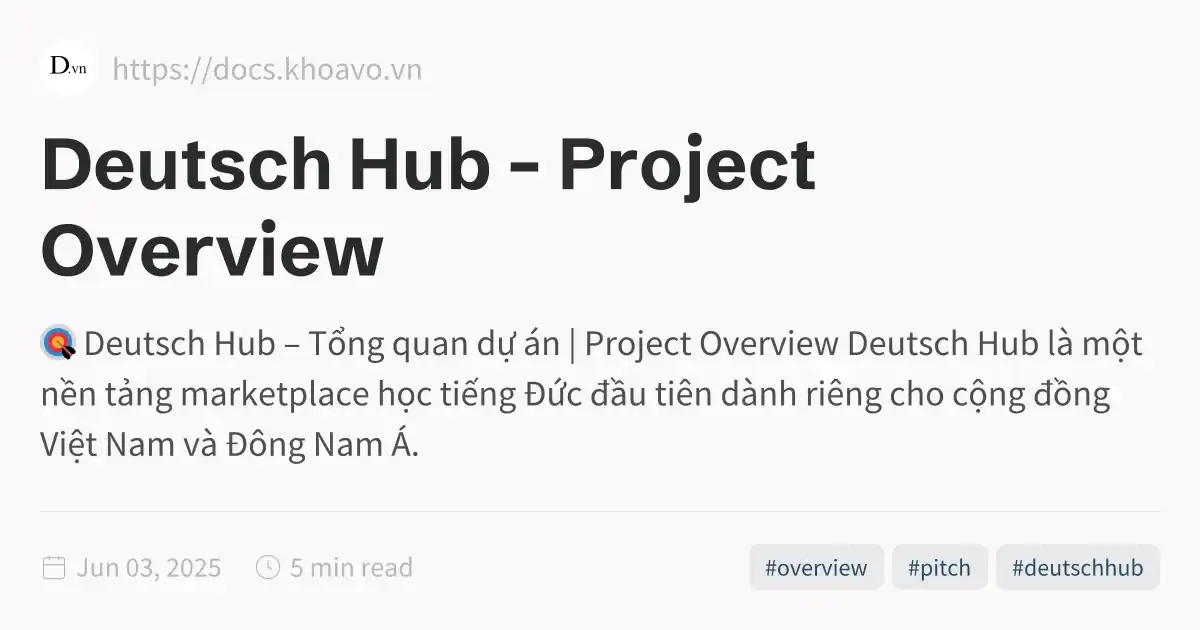 D.vn
https://docs.khoavo.vn
Deutsch Hub – Project
Overview
🎯 Deutsch Hub – Tổng quan dự án | Project Overview Deutsch Hub là một
nền tảng marketplace học tiếng Đức đầu tiên dành riêng cho cộng đồng
Việt Nam và Đông Nam Á.
Jun 03, 2025
5 min read
#overview
#pitch
#deutschhub